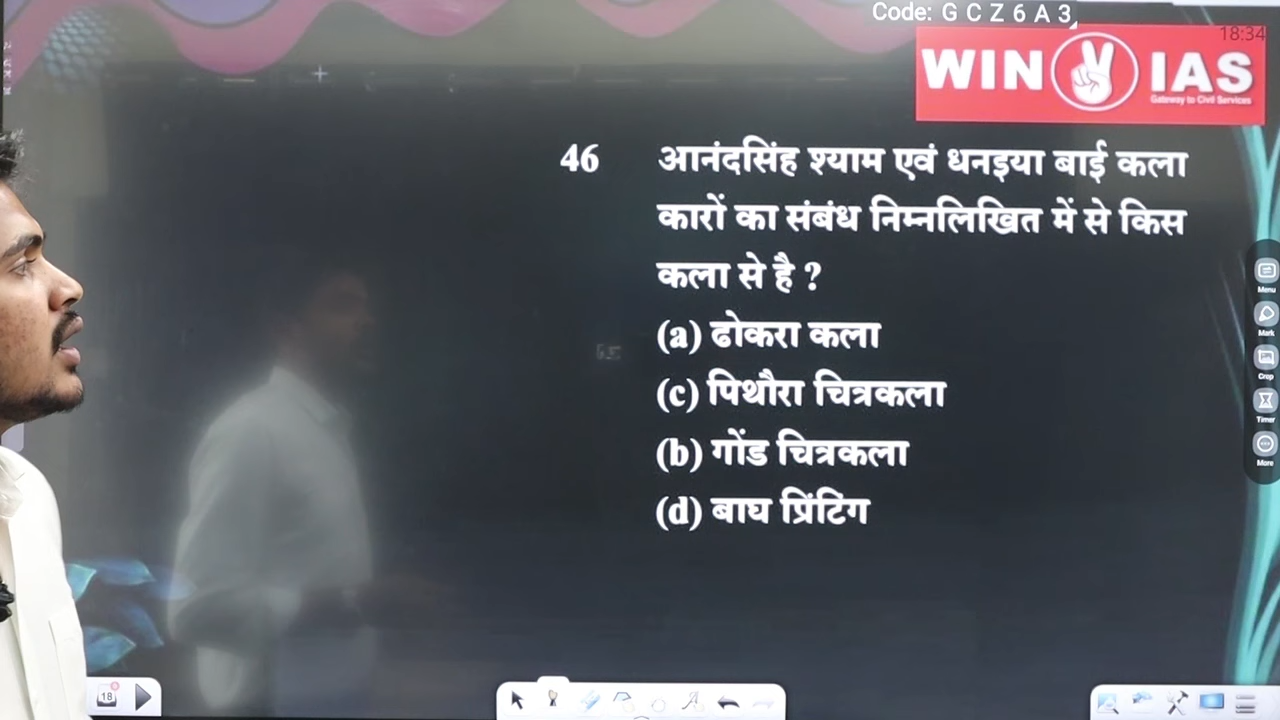 Code: G C Z 6 A 3
18:34
WIN IAS
Gateway to Civil Services
46 आनंदसिंह श्याम एवं धनइया बाई कला
कारों का संबंध निम्नलिखित में से किस
कला से है ?
(a) ढोकरा कला
(c) पिथौरा चित्रकला
(b) गोंड चित्रकला
(d) बाघ प्रिंटिंग
Menu
Mark
Crop
Timer
More
18